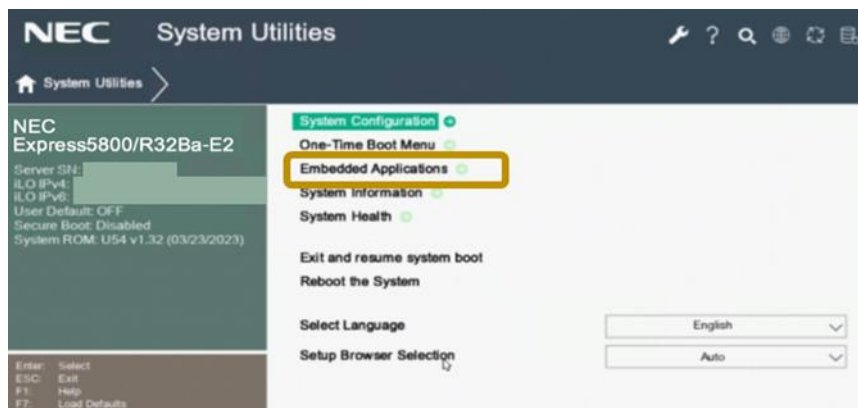 NEC System Utilities
System Utilities
NEC
Express5800/R32Ba-E2
Server SN:
iLO IPv4:
iLO IPv6:
User Default: OFF
Secure Boot: Disabled
System ROM: U54 v1.32 (03/23/2023)
Enter: Select
ESC: Exit
F1: Help
F7: Load Defaults
System Configuration
One-Time Boot Menu
Embedded Applications
System Information
System Health
Exit and resume system boot
Reboot the System
Select Language English
Setup Browser Selection Auto